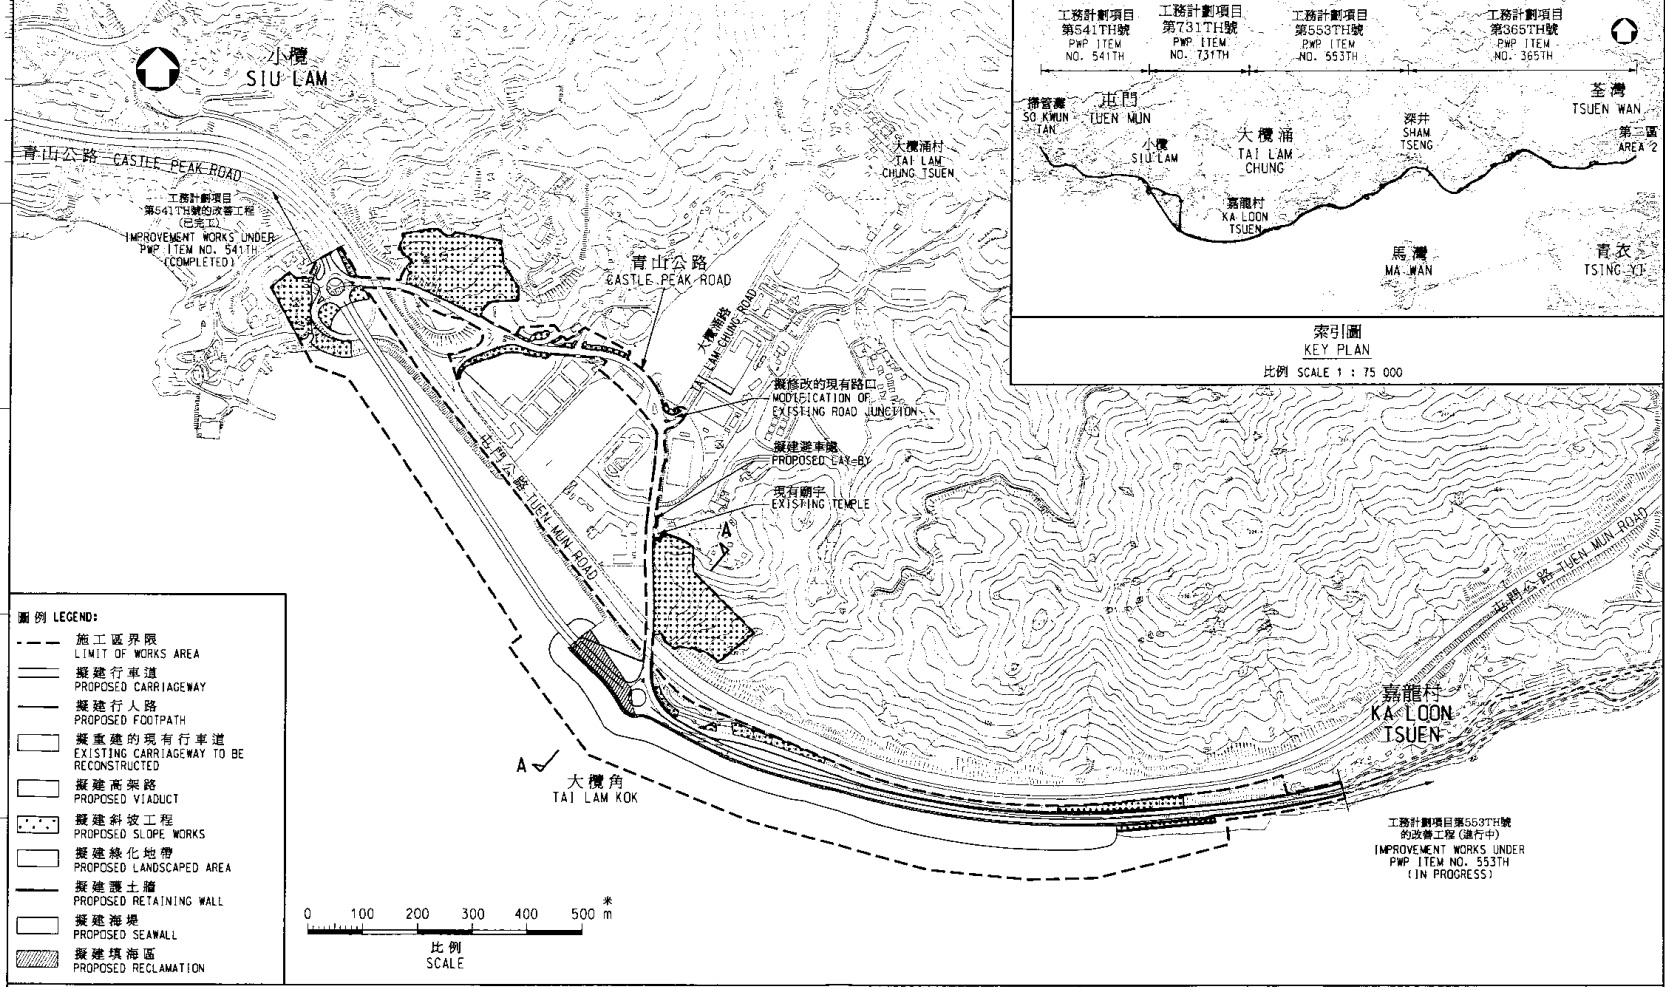 小欖
SIU LAM
青山公路 CASTLE PEAK ROAD
工務計劃項目
第541TH號的改善工程
(已完工)
IMPROVEMENT WORKS UNDER
PWP ITEM NO. 541TH
(COMPLETED)
大欖涌村
TAI LAM
CHUNG TSUEN
青山公路
CASTLE PEAK ROAD
大欖涌路
TAI LAM CHUNG ROAD
擬修改的現有路口
MODIFICATION OF
EXISTING ROAD JUNCTION
擬建避車處
PROPOSED LAY-BY
現有廟宇
EXISTING TEMPLE
A
屯門公路 TUEN MUN ROAD
屯門公路 TUEN MUN ROAD
嘉龍村
KA LOON
TSUEN
A
大欖角
TAI LAM KOK
工務計劃項目第553TH號
的改善工程 (進行中)
IMPROVEMENT WORKS UNDER
PWP ITEM NO. 553TH
(IN PROGRESS)
工務計劃項目
第541TH號
PWP ITEM
NO. 541TH
工務計劃項目
第731TH號
PWP ITEM
NO. 731TH
工務計劃項目
第553TH號
PWP ITEM
NO. 553TH
工務計劃項目
第365TH號
PWP ITEM
NO. 365TH
掃管灘
SO KWUN
TAN
屯門
TUEN MUN
小欖
SIU LAM
大欖涌
TAI LAM
CHUNG
嘉龍村
KA LOON
TSUEN
深井
SHAM
TSENG
荃灣
TSUEN WAN
第二區
AREA 2
馬灣
MA WAN
青衣
TSING YI
索引圖
KEY PLAN
比例 SCALE 1 : 75 000
圖例 LEGEND:
施工區界限
LIMIT OF WORKS AREA
擬建行車道
PROPOSED CARRIAGEWAY
擬建行人路
PROPOSED FOOTPATH
擬重建的現有行車道
EXISTING CARRIAGEWAY TO BE
RECONSTRUCTED
擬建高架路
PROPOSED VIADUCT
擬建斜坡工程
PROPOSED SLOPE WORKS
擬建綠化地帶
PROPOSED LANDSCAPED AREA
擬建護土牆
PROPOSED RETAINING WALL
擬建海堤
PROPOSED SEAWALL
擬建填海區
PROPOSED RECLAMATION
0 100 200 300 400 500 米 m
比例
SCALE